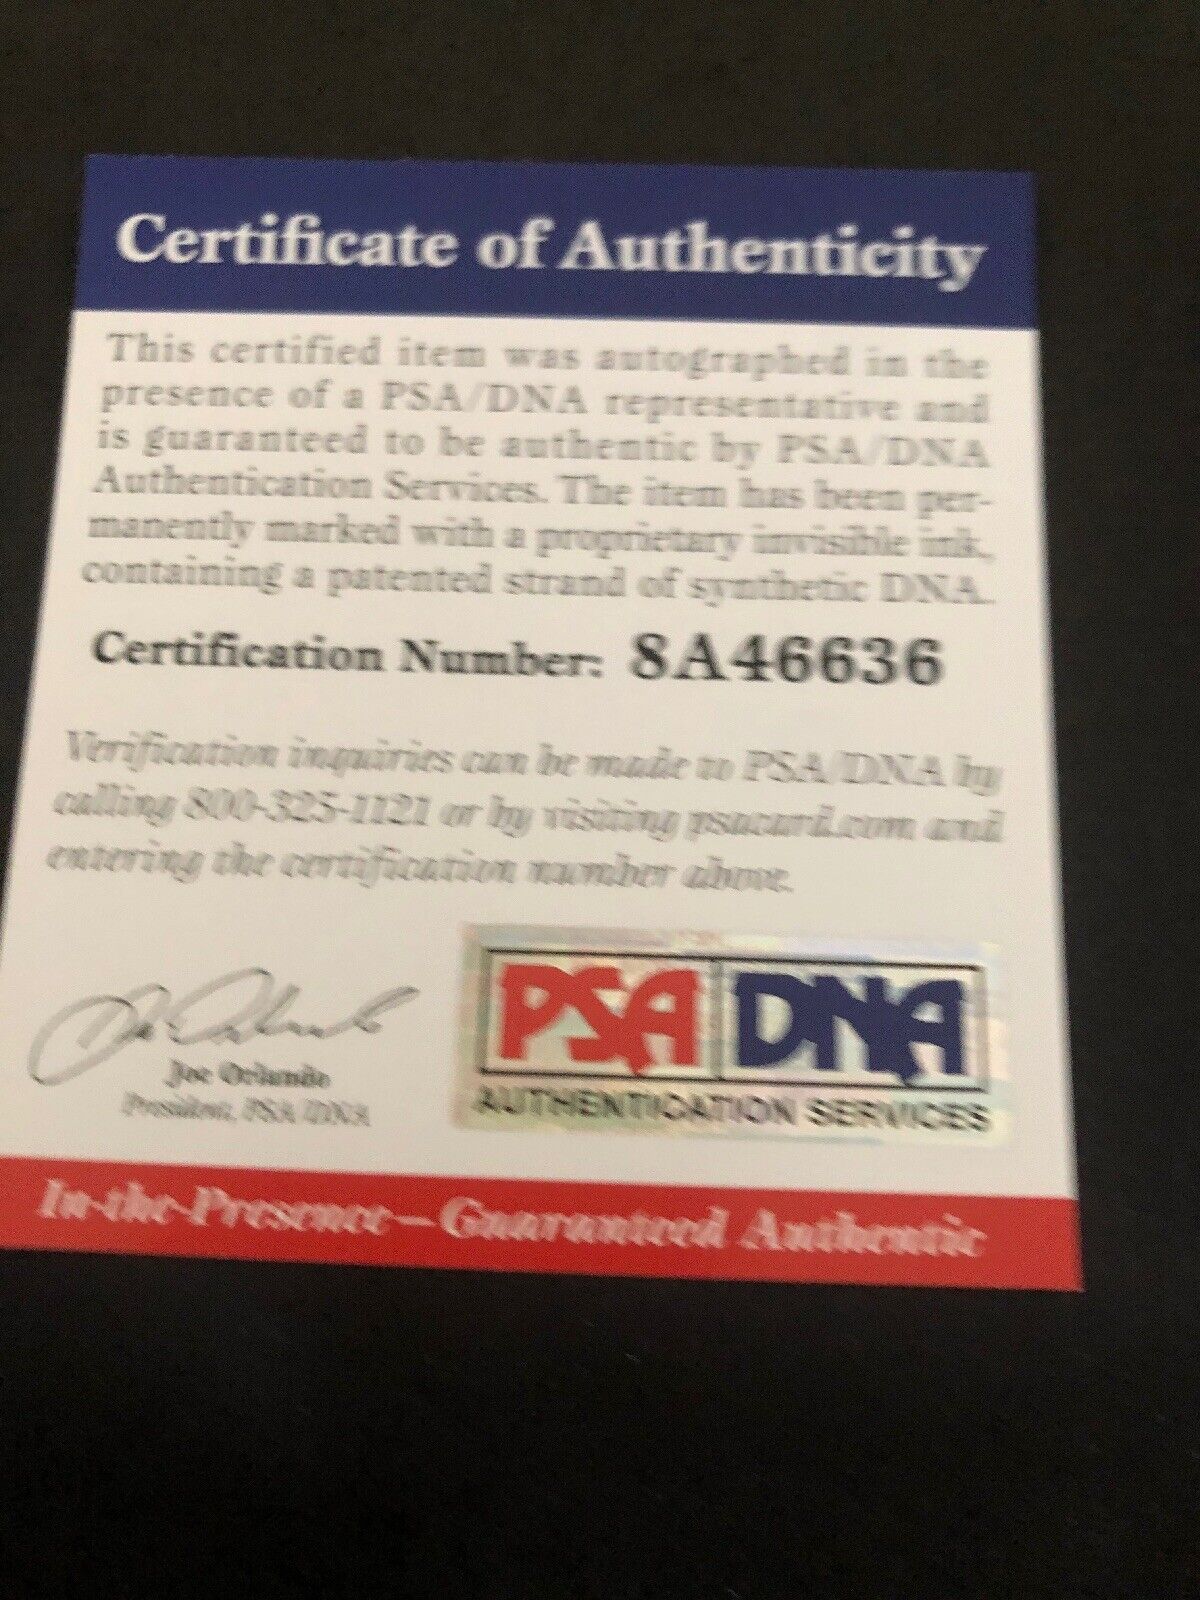 Certificate of Authenticity
This certified item was autographed in the
presence of a PSA/DNA representative and
is guaranteed to be authentic by PSA/DNA
Authentication Services. The item has been per-
manently marked with a proprietary invisible ink,
containing a patented strand of synthetic DNA.
Certification Number: 8A46636
Verification inquiries can be made to PSA/DNA by
calling 800-325-1121 or by visiting psacard.com and
entering the certification number above.
Joe Orlando
President, PSA/DNA
PSA DNA
AUTHENTICATION SERVICES
In-the-Presence—Guaranteed Authentic